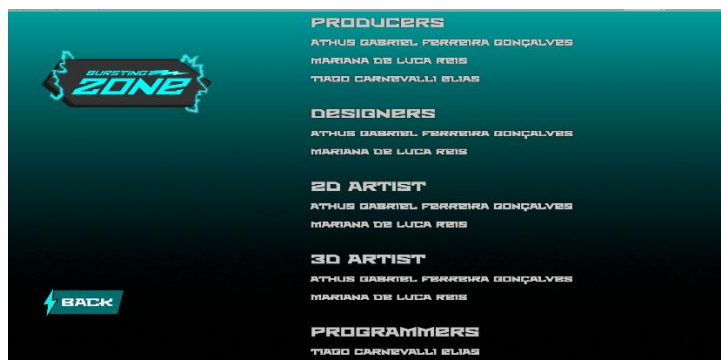 BURSTING
ZONE
PRODUCERS
ATHUS GABRIEL FERREIRA GONÇALVES
MARIANA DE LUCA REIS
TIAGO CARNEVALLI ELIAS
DESIGNERS
ATHUS GABRIEL FERREIRA GONÇALVES
MARIANA DE LUCA REIS
2D ARTIST
ATHUS GABRIEL FERREIRA GONÇALVES
MARIANA DE LUCA REIS
3D ARTIST
ATHUS GABRIEL FERREIRA GONÇALVES
MARIANA DE LUCA REIS
BACK
PROGRAMMERS
TIAGO CARNEVALLI ELIAS